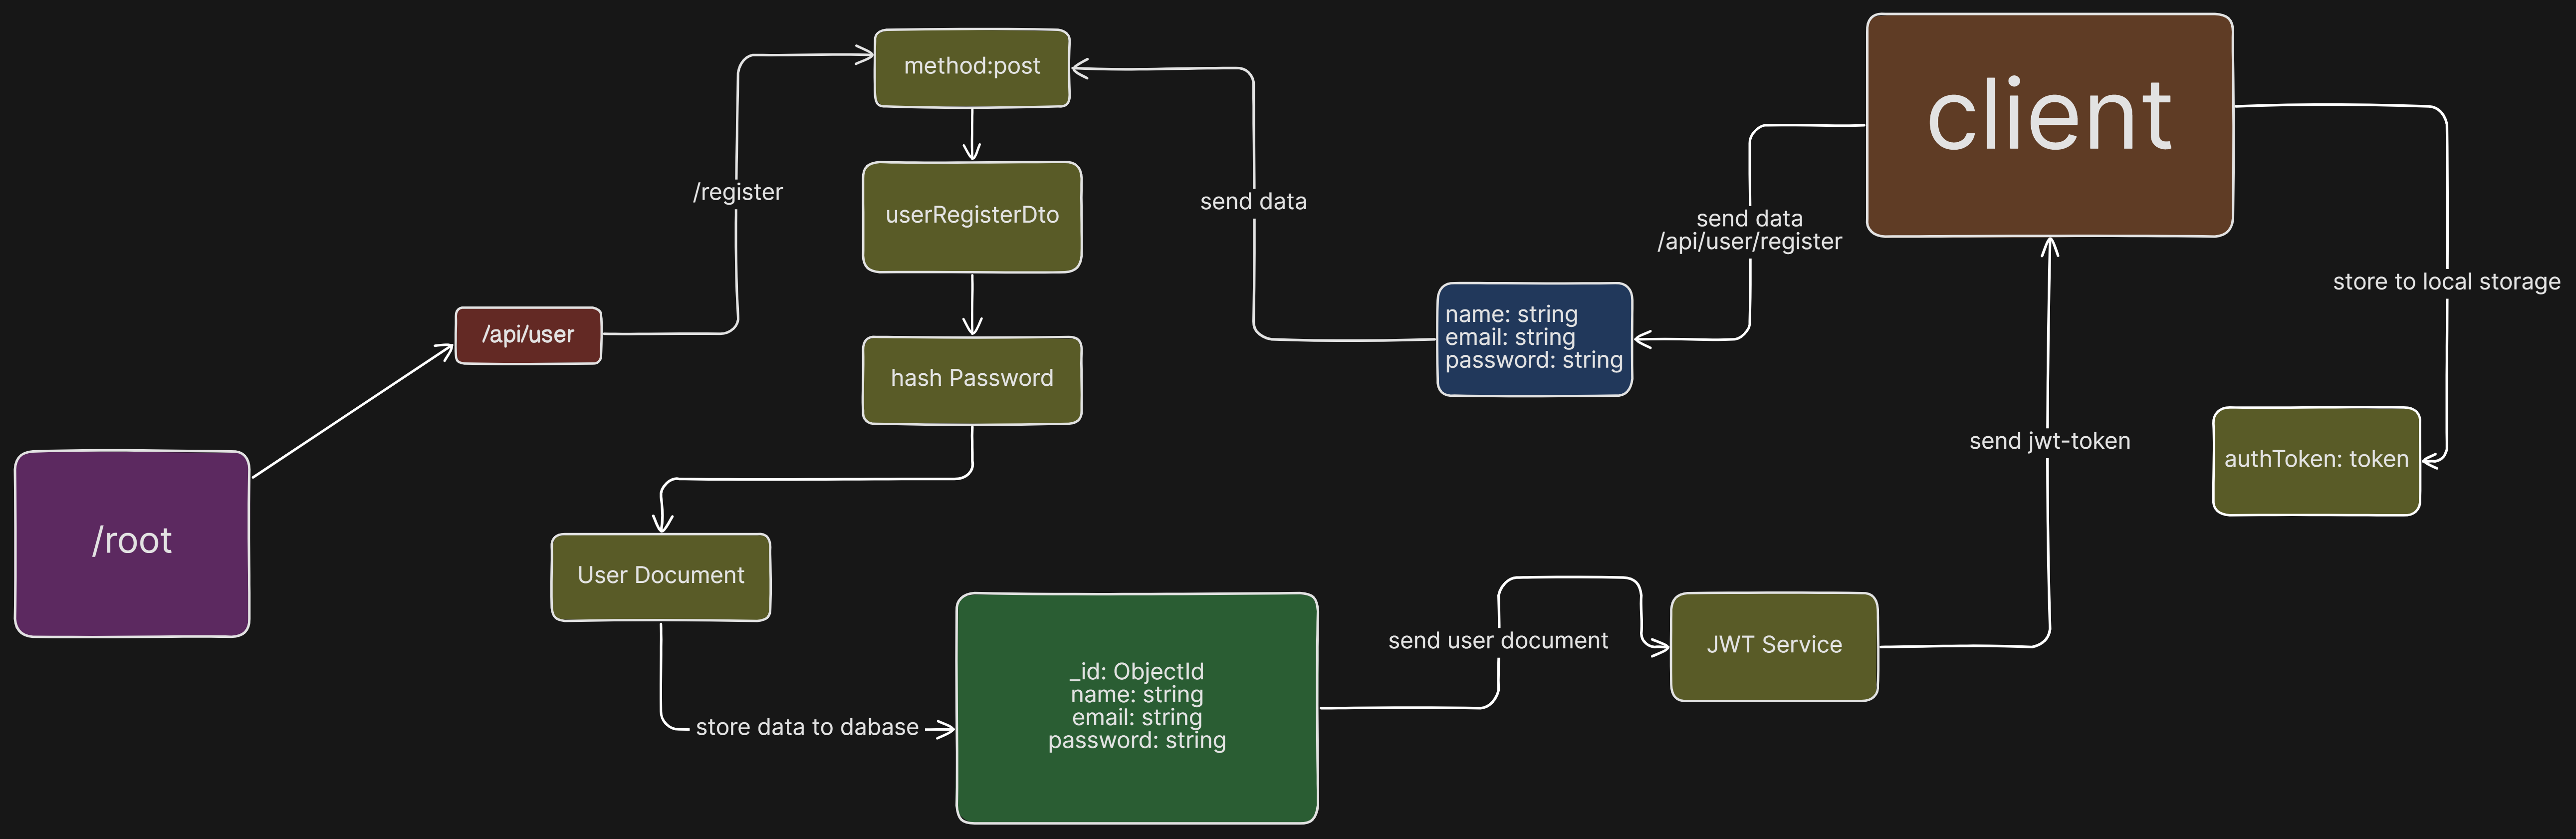 method:post
client
/register
send data
userRegisterDto
send data
/api/user/register
store to local storage
/api/user
name: string
email: string
password: string
hash Password
send jwt-token
authToken: token
/root
User Document
send user document
JWT Service
_id: ObjectId
name: string
email: string
password: string
store data to dabase